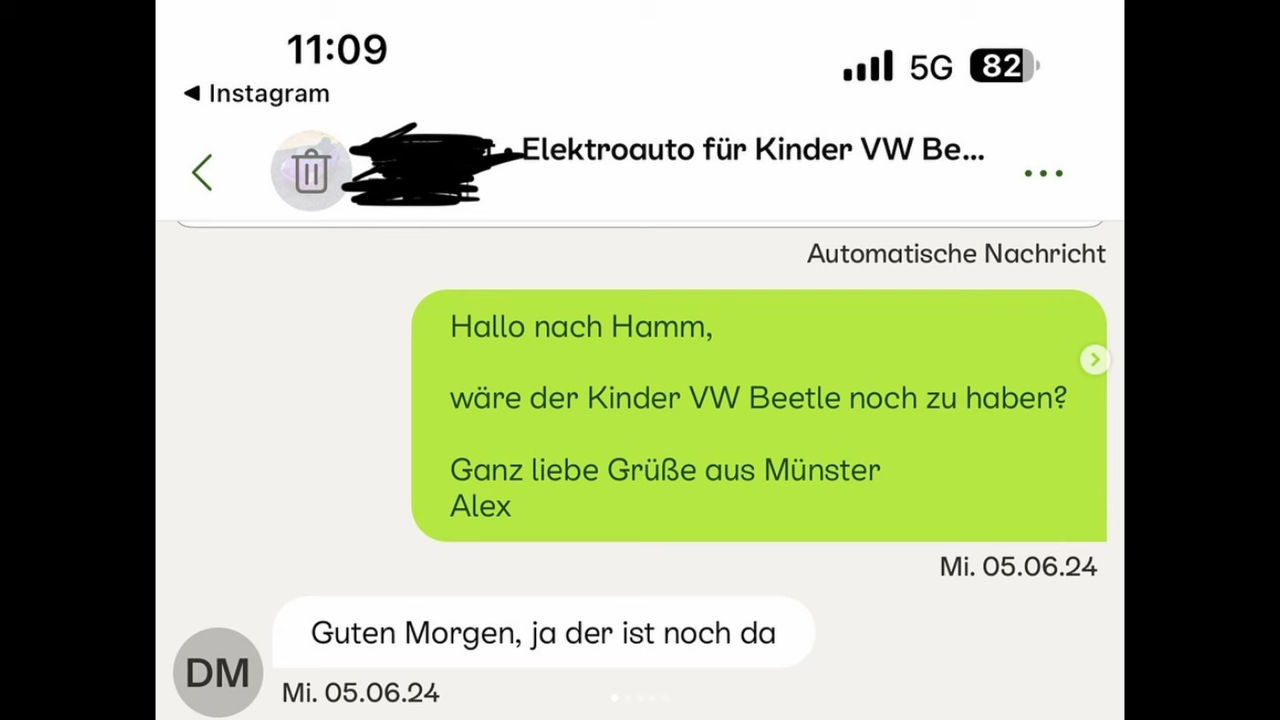 11:09
5G
82
◀ Instagram
Elektroauto für Kinder VW Be...
Automatische Nachricht
Hallo nach Hamm,
wäre der Kinder VW Beetle noch zu haben?
Ganz liebe Grüße aus Münster
Alex
Mi. 05.06.24
Guten Morgen, ja der ist noch da
DM
Mi. 05.06.24